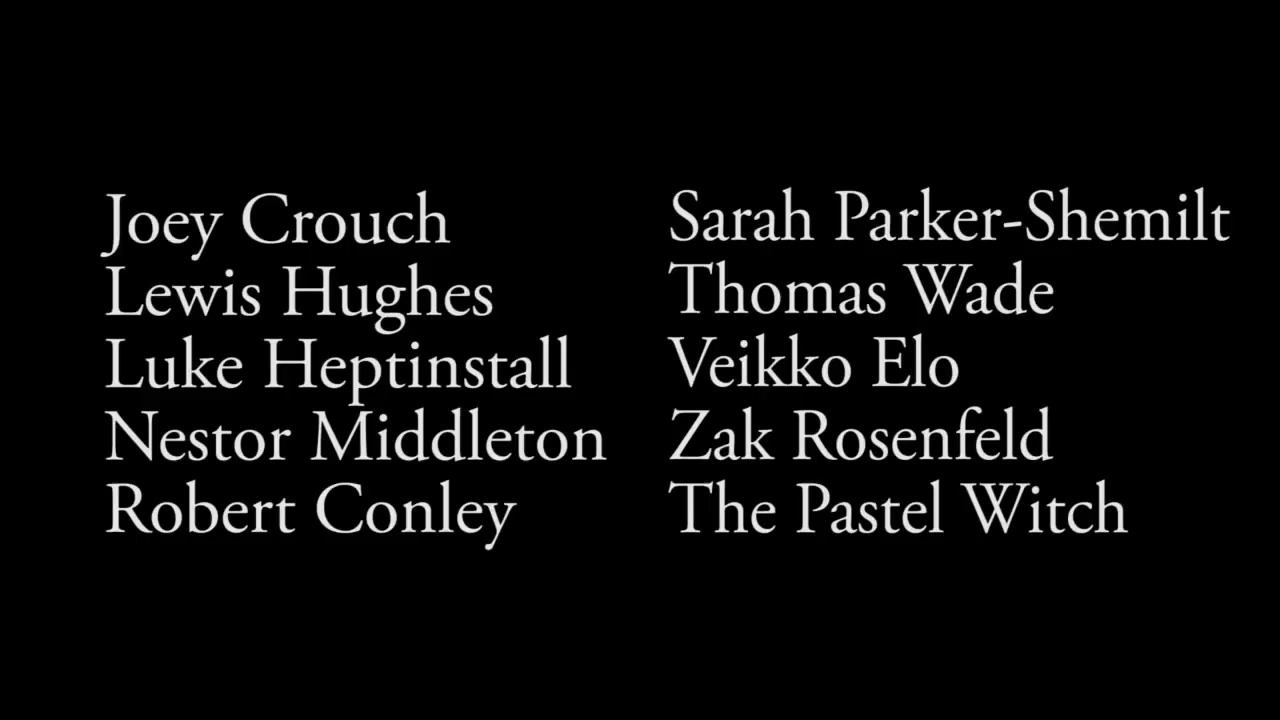 Joey Crouch
Lewis Hughes
Luke Heptinstall
Nestor Middleton
Robert Conley
Sarah Parker-Shemilt
Thomas Wade
Veikko Elo
Zak Rosenfeld
The Pastel Witch